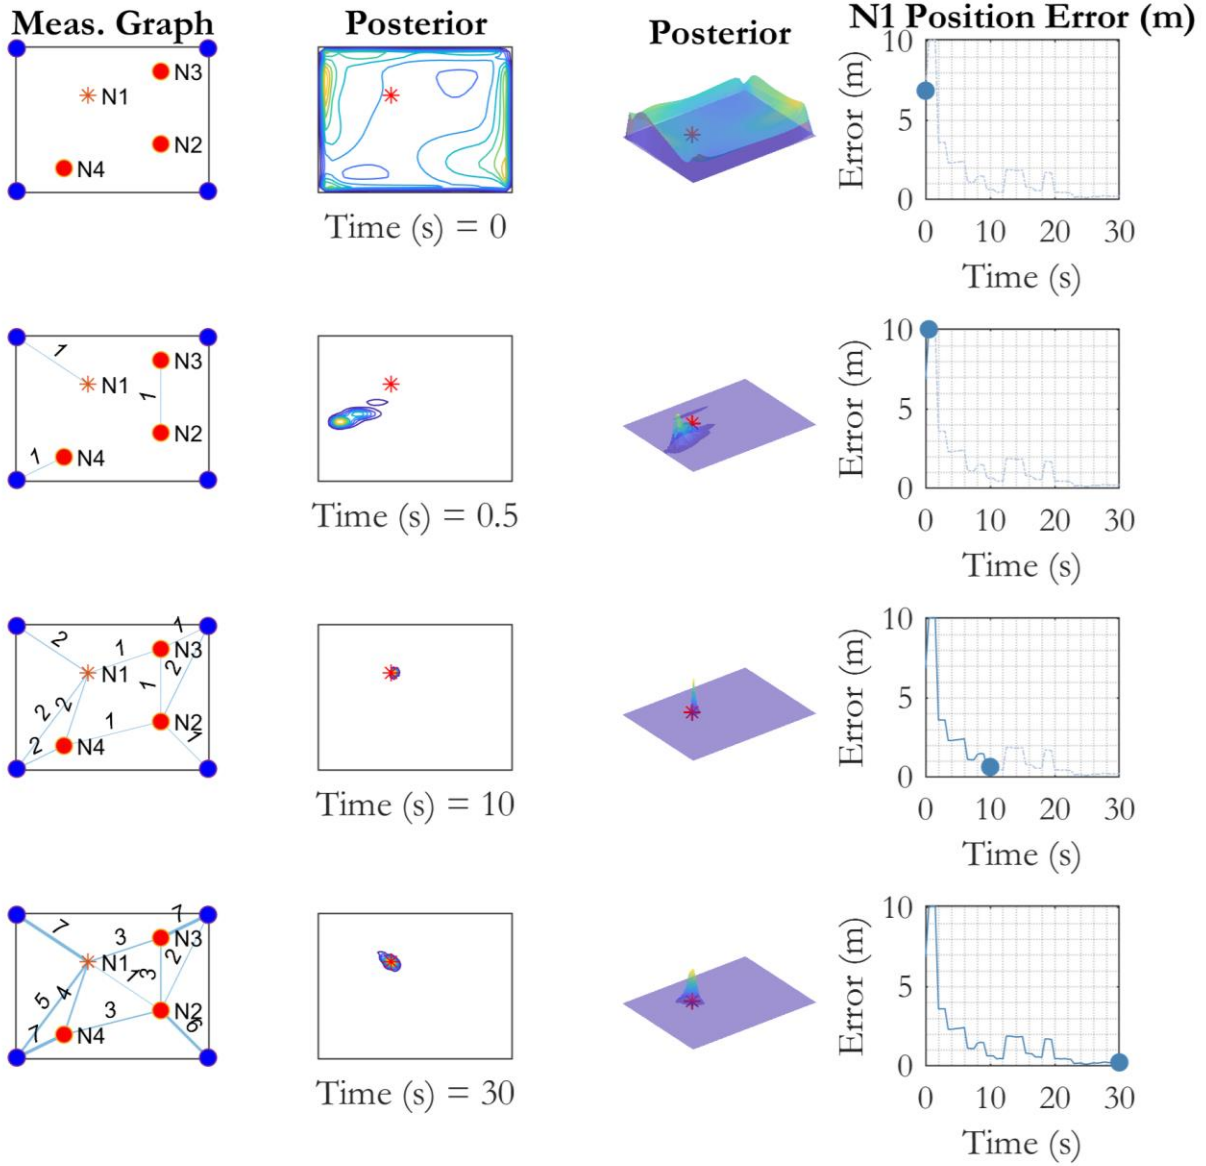 Meas. Graph
Posterior
Posterior
N1 Position Error (m)
N3
N1
N2
N4
Time (s) = 0
Error (m)
10
5
0
0 10 20 30
Time (s)
1
N3
N1
1
N2
1
N4
Time (s) = 0.5
Error (m)
10
5
0
0 10 20 30
Time (s)
2
1
1
N3
N1
2
1
2
2
1
N2
2
N4
1
Time (s) = 10
Error (m)
10
5
0
0 10 20 30
Time (s)
7
3
7
N3
N1
2
1
3
5
4
3
N2
7
N4
6
Time (s) = 30
Error (m)
10
5
0
0 10 20 30
Time (s)